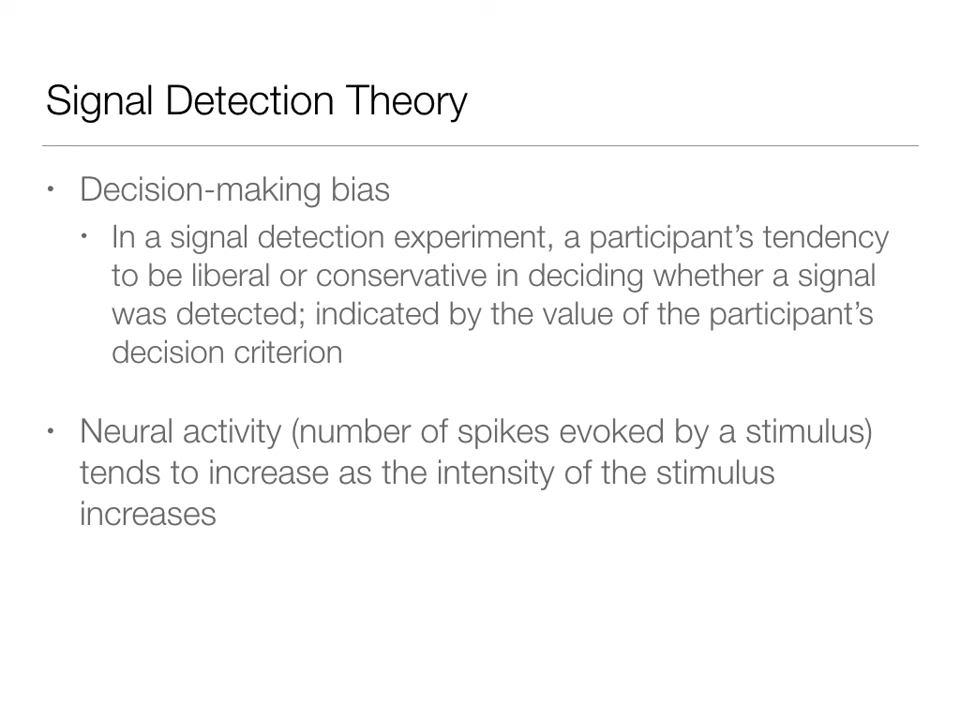 Signal Detection Theory
• Decision-making bias
• In a signal detection experiment, a participant’s tendency
to be liberal or conservative in deciding whether a signal
was detected; indicated by the value of the participant’s
decision criterion
• Neural activity (number of spikes evoked by a stimulus)
tends to increase as the intensity of the stimulus
increases